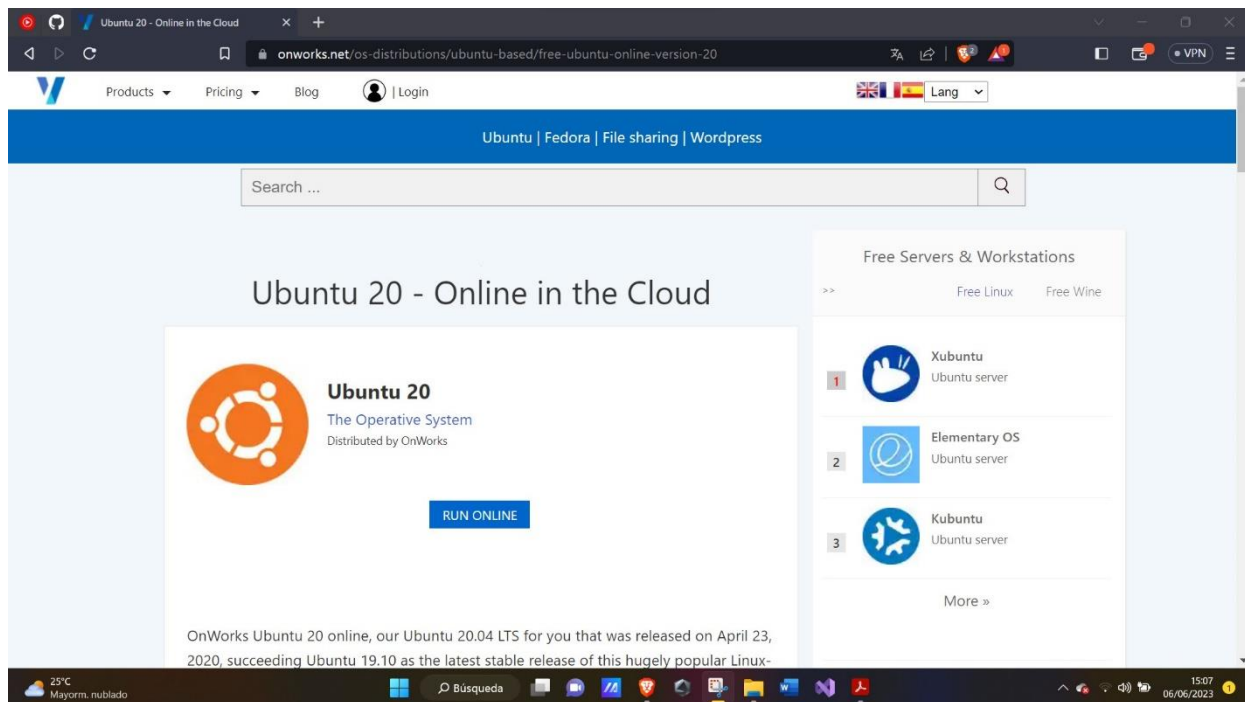 Ubuntu 20 - Online in the Cloud
onworks.net/os-distributions/ubuntu-based/free-ubuntu-online-version-20
2
VPN
Products
Pricing
Blog
| Login
Lang
Ubuntu | Fedora | File sharing | Wordpress
Search ...
Ubuntu 20 - Online in the Cloud
Ubuntu 20
The Operative System
Distributed by OnWorks
RUN ONLINE
OnWorks Ubuntu 20 online, our Ubuntu 20.04 LTS for you that was released on April 23,
2020, succeeding Ubuntu 19.10 as the latest stable release of this hugely popular Linux-
Free Servers & Workstations
>> Free Linux Free Wine
1
Xubuntu
Ubuntu server
2
Elementary OS
Ubuntu server
3
Kubuntu
Ubuntu server
More »
25°C
Mayorm. nublado
Búsqueda
15:07
06/06/2023
1